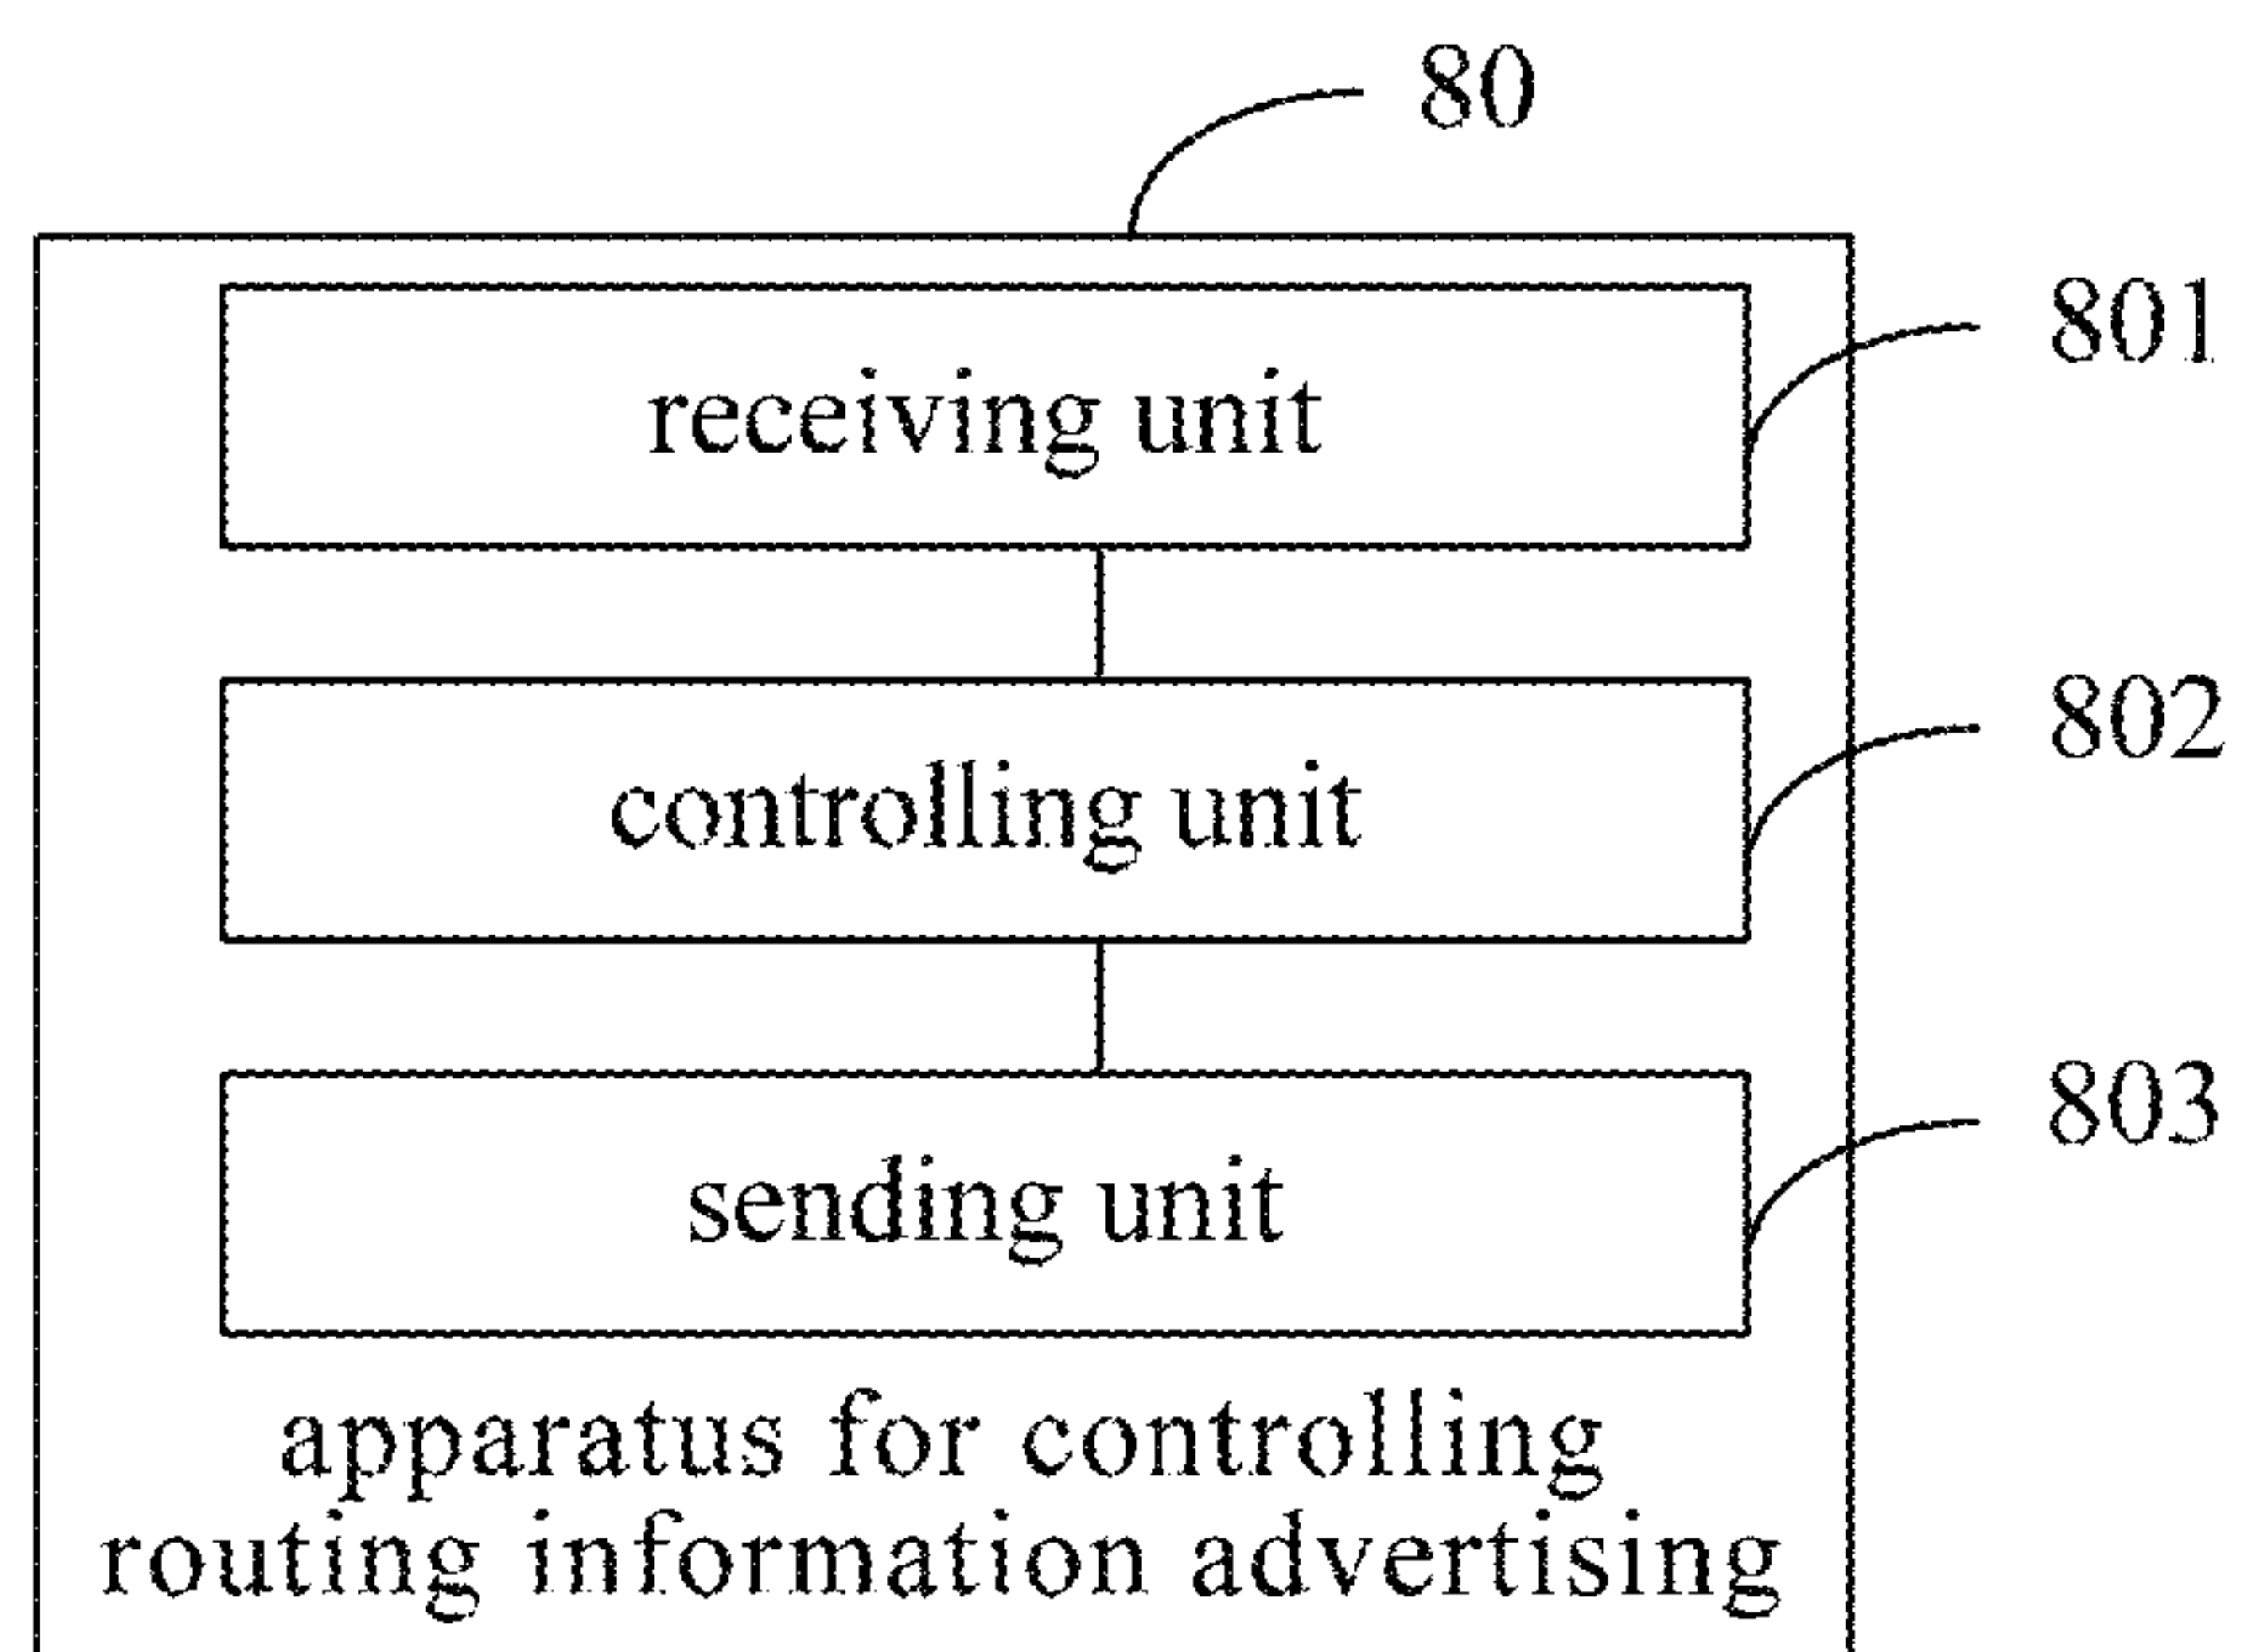 80
receiving unit
801
controlling unit
802
sending unit
803
apparatus for controlling
routing information advertising